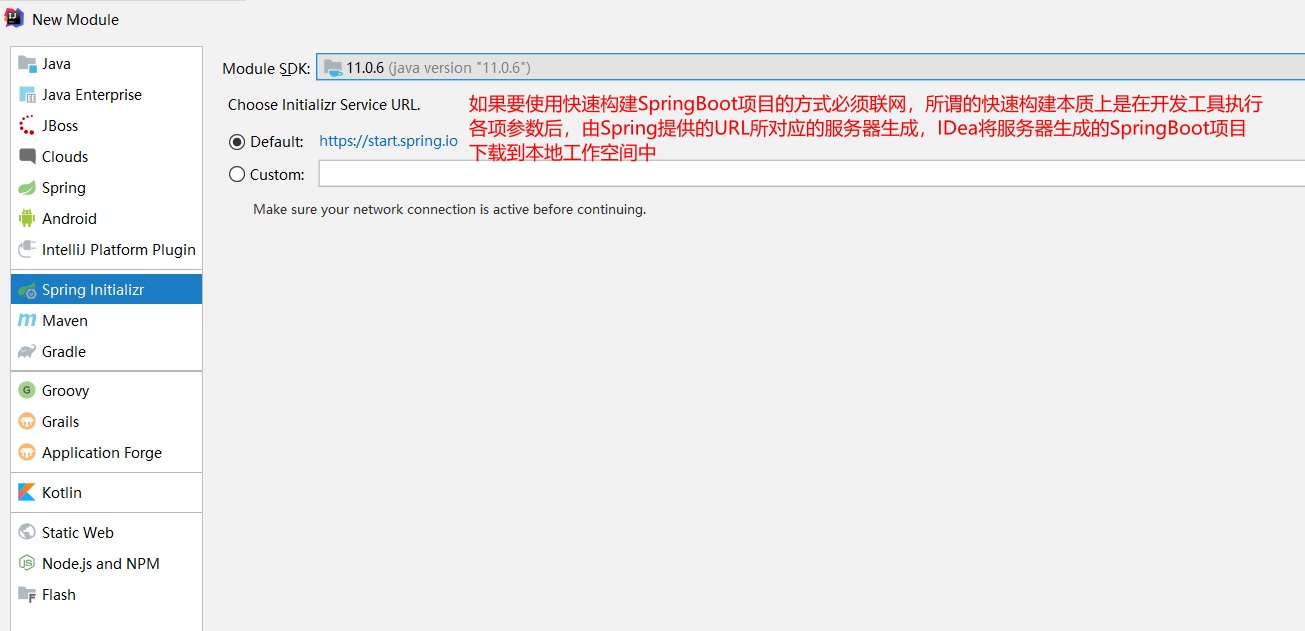 New Module
Java
Java Enterprise
JBoss
Clouds
Spring
Android
IntelliJ Platform Plugin
Spring Initializr
Maven
Gradle
Groovy
Grails
Application Forge
Kotlin
Static Web
Node.js and NPM
Flash
Module SDK: 11.0.6 (java version "11.0.6")
Choose Initializr Service URL.
如果要使用快速构建SpringBoot项目的方式必须联网，所谓的快速构建本质上是在开发工具执行
各项参数后，由Spring提供的URL所对应的服务器生成，IDea将服务器生成的SpringBoot项目
下载到本地工作空间中
Default: https://start.spring.io
Custom:
Make sure your network connection is active before continuing.